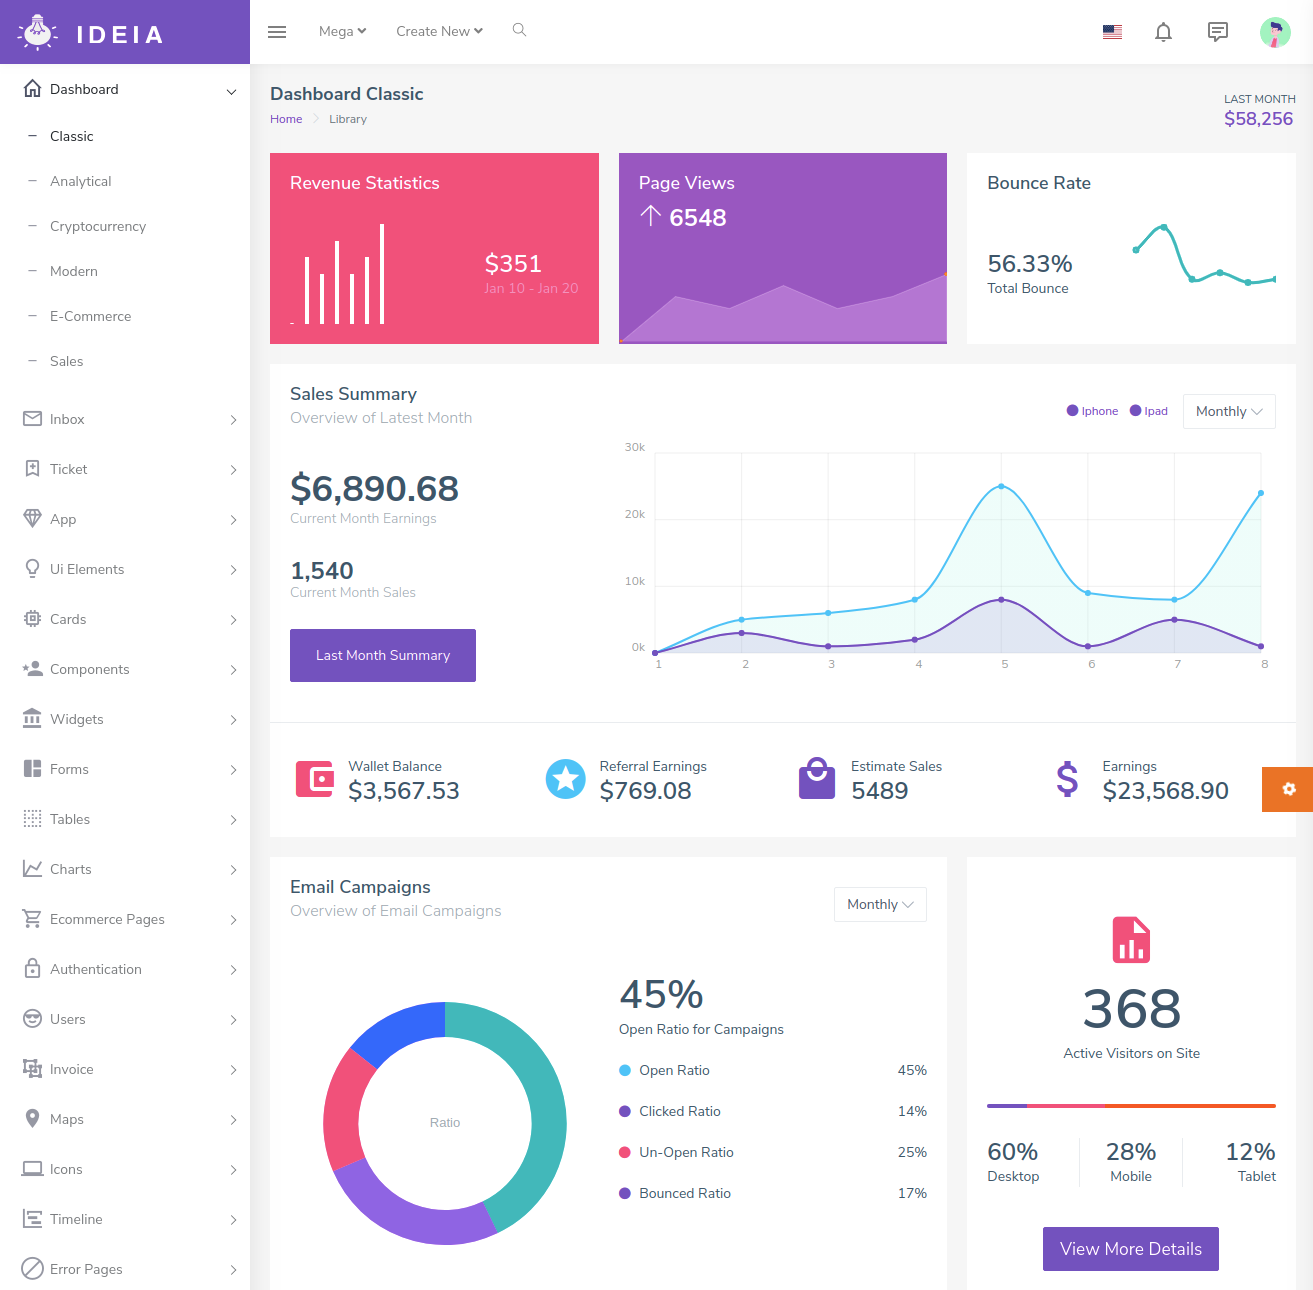 IDEIA
Mega
Create New
Dashboard
Classic
Analytical
Cryptocurrency
Modern
E-Commerce
Sales
Inbox
Ticket
App
Ui Elements
Cards
Components
Widgets
Forms
Tables
Charts
Ecommerce Pages
Authentication
Users
Invoice
Maps
Icons
Timeline
Error Pages
Dashboard Classic
Home
Library
LAST MONTH
$58,256
Revenue Statistics
$351
Jan 10 - Jan 20
Page Views
6548
Bounce Rate
56.33%
Total Bounce
Sales Summary
Overview of Latest Month
Iphone
Ipad
Monthly
$6,890.68
Current Month Earnings
1,540
Current Month Sales
Last Month Summary
30k
20k
10k
0k
1 2 3 4 5 6 7 8
Wallet Balance
$3,567.53
Referral Earnings
$769.08
Estimate Sales
5489
Earnings
$23,568.90
Email Campaigns
Overview of Email Campaigns
Monthly
Ratio
45%
Open Ratio for Campaigns
Open Ratio 45%
Clicked Ratio 14%
Un-Open Ratio 25%
Bounced Ratio 17%
368
Active Visitors on Site
60% 28% 12%
Desktop Mobile Tablet
View More Details